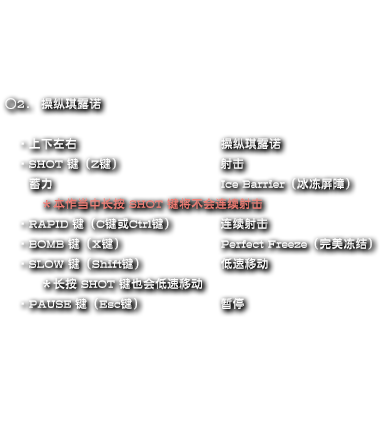 ○2. 操纵琪露诺
・上下左右 操纵琪露诺
・SHOT 键（Z键） 射击
蓄力 Ice Barrier（冰冻屏障）
＊本作当中长按 SHOT 键将不会连续射击
・RAPID 键（C键或Ctrl键） 连续射击
・BOMB 键（X键） Perfect Freeze（完美冻结）
・SLOW 键（Shift键） 低速移动
＊长按 SHOT 键也会低速移动
・PAUSE 键（Esc键） 暂停